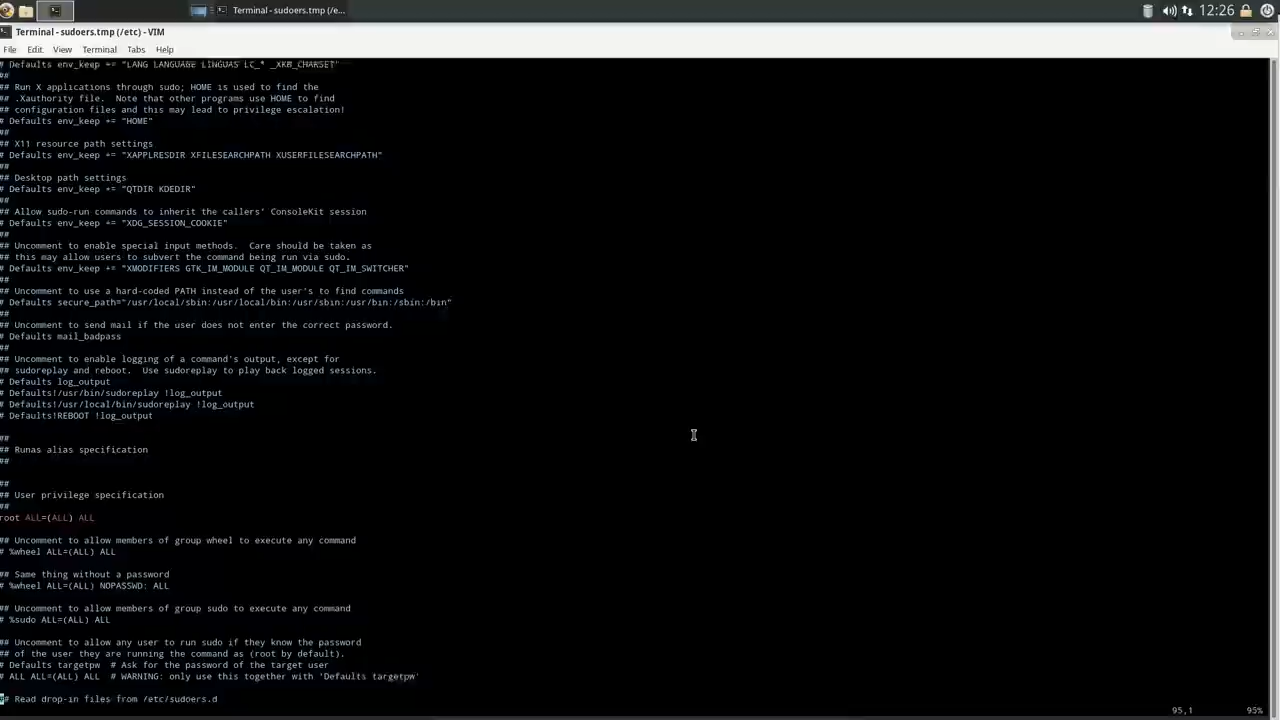 Terminal - sudoers.tmp (/e...
12:26
Terminal - sudoers.tmp (/etc) - VIM
File Edit View Terminal Tabs Help
# Defaults env_keep += "LANG LANGUAGE LINGUAS LC_* _XKB_CHARSET"
##
## Run X applications through sudo; HOME is used to find the
## .Xauthority file.  Note that other programs use HOME to find
## configuration files and this may lead to privilege escalation!
# Defaults env_keep += "HOME"
##
## X11 resource path settings
# Defaults env_keep += "XAPPLRESDIR XFILESEARCHPATH XUSERFILESEARCHPATH"
##
## Desktop path settings
# Defaults env_keep += "QTDIR KDEDIR"
##
## Allow sudo-run commands to inherit the callers' ConsoleKit session
# Defaults env_keep += "XDG_SESSION_COOKIE"
##
## Uncomment to enable special input methods.  Care should be taken as
## this may allow users to subvert the command being run via sudo.
# Defaults env_keep += "XMODIFIERS GTK_IM_MODULE QT_IM_MODULE QT_IM_SWITCHER"
##
## Uncomment to use a hard-coded PATH instead of the user's to find commands
# Defaults secure_path="/usr/local/sbin:/usr/local/bin:/usr/sbin:/usr/bin:/sbin:/bin"
##
## Uncomment to send mail if the user does not enter the correct password.
# Defaults mail_badpass
##
## Uncomment to enable logging of a command's output, except for
## sudoreplay and reboot.  Use sudoreplay to play back logged sessions.
# Defaults log_output
# Defaults!/usr/bin/sudoreplay !log_output
# Defaults!/usr/local/bin/sudoreplay !log_output
# Defaults!REBOOT !log_output
##
## Runas alias specification
##
##
## User privilege specification
##
root ALL=(ALL) ALL
## Uncomment to allow members of group wheel to execute any command
# %wheel ALL=(ALL) ALL
## Same thing without a password
# %wheel ALL=(ALL) NOPASSWD: ALL
## Uncomment to allow members of group sudo to execute any command
# %sudo ALL=(ALL) ALL
## Uncomment to allow any user to run sudo if they know the password
## of the user they are running the command as (root by default).
# Defaults targetpw  # Ask for the password of the target user
# ALL ALL=(ALL) ALL  # WARNING: only use this together with 'Defaults targetpw'
## Read drop-in files from /etc/sudoers.d
95,1 95%